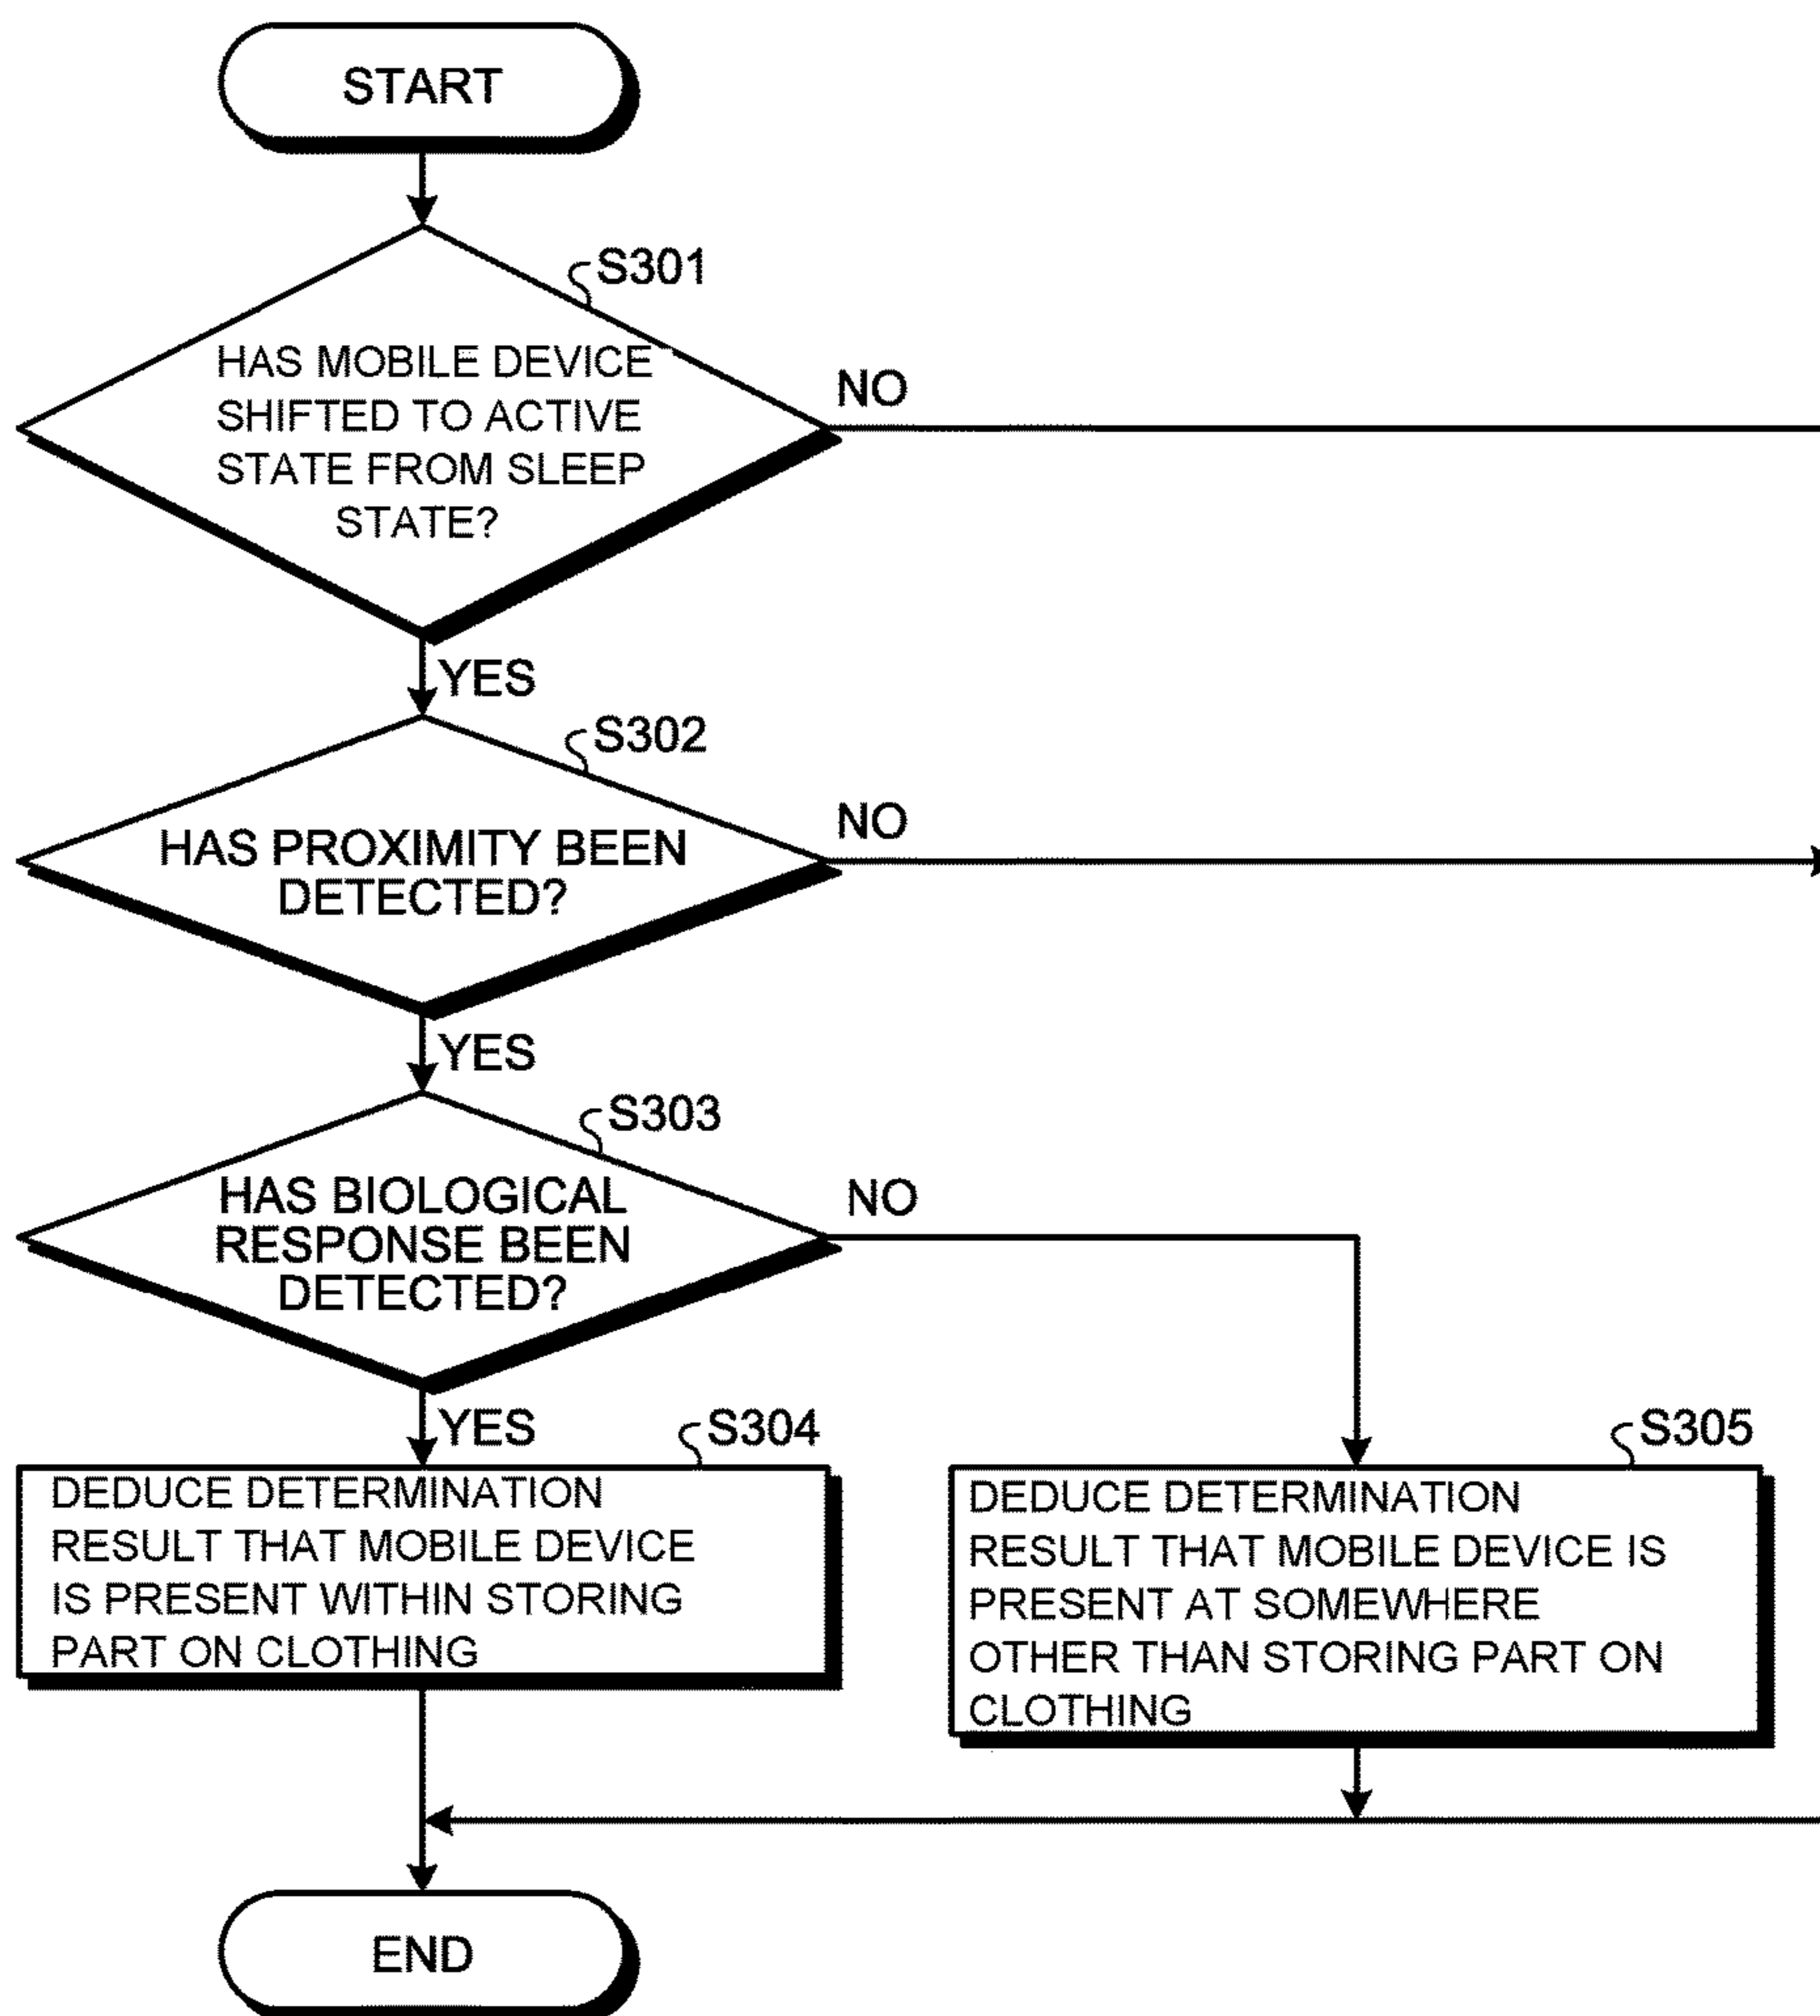 START
S301
HAS MOBILE DEVICE
SHIFTED TO ACTIVE
STATE FROM SLEEP
STATE?
NO
YES
S302
HAS PROXIMITY BEEN
DETECTED?
NO
YES
S303
HAS BIOLOGICAL
RESPONSE BEEN
DETECTED?
NO
YES
S304
DEDUCE DETERMINATION
RESULT THAT MOBILE DEVICE
IS PRESENT WITHIN STORING
PART ON CLOTHING
S305
DEDUCE DETERMINATION
RESULT THAT MOBILE DEVICE IS
PRESENT AT SOMEWHERE
OTHER THAN STORING PART ON
CLOTHING
END